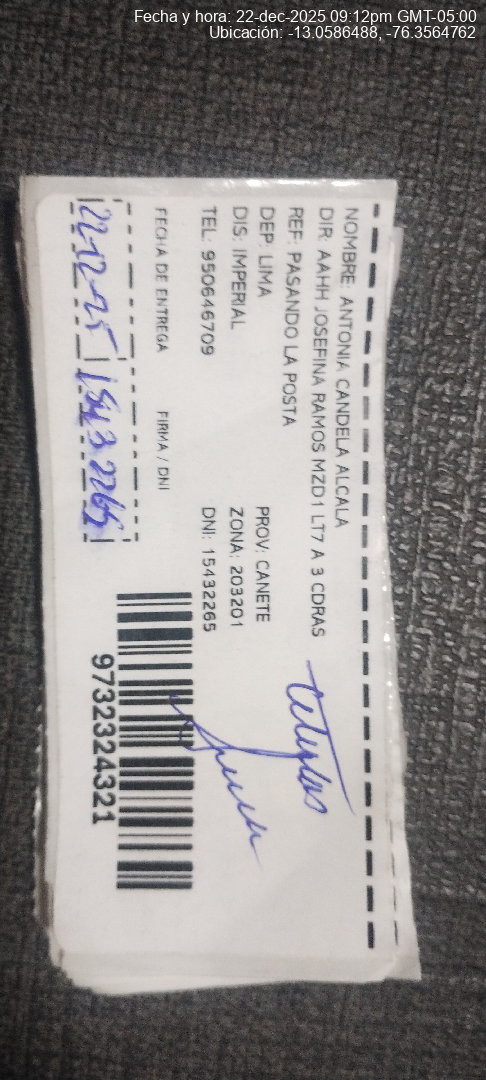 Fecha y hora: 22-dec-2025 09:12pm GMT-05:00
Ubicación: -13.0586488, -76.3564762
NOMBRE: ANTONIA CANDELA ALCALA
DIR: AAHH JOSEFINA RAMOS MZD1 LT7 A 3 CDRAS
REF: PASANDO LA POSTA
DEP: LIMA PROV: CANETE
DIS: IMPERIAL ZONA: 203201
TEL: 950646709 DNI: 15432265
FECHA DE ENTREGA FIRMA / DNI
22-12-25 15432265
9732324321